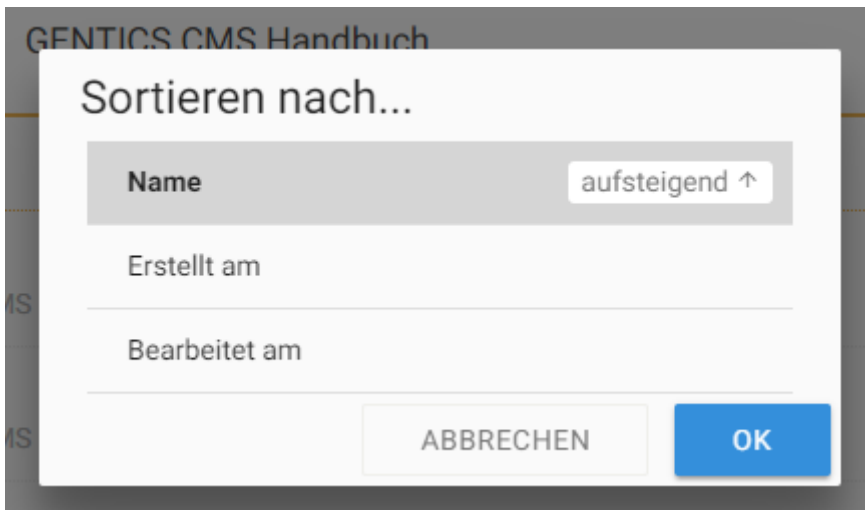 GENTICS CMS Handbuch
Sortieren nach...
Name aufsteigend ↑
Erstellt am
Bearbeitet am
ABBRECHEN OK